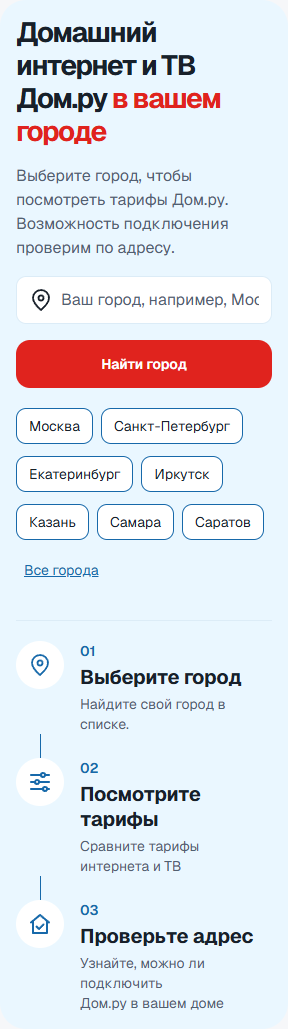 Домашний
интернет и ТВ
Дом.ру в вашем
городе
Выберите город, чтобы
посмотреть тарифы Дом.ру.
Возможность подключения
проверим по адресу.
Ваш город, например, Мос
Найти город
Москва Санкт-Петербург
Екатеринбург Иркутск
Казань Самара Саратов
Все города
01
Выберите город
Найдите свой город в
списке.
02
Посмотрите
тарифы
Сравните тарифы
интернета и ТВ
03
Проверьте адрес
Узнайте, можно ли
подключить
Дом.ру в вашем доме